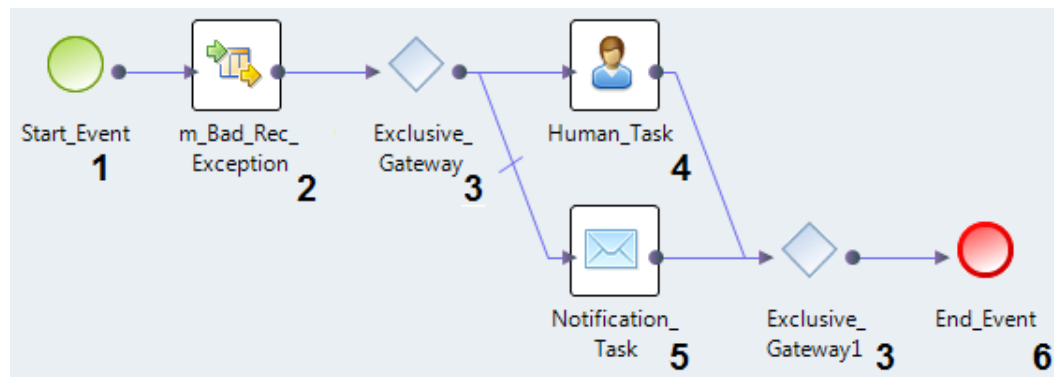 Start_Event
1
m_Bad_Rec_
Exception
2
Exclusive_
Gateway
3
Human_Task
4
Notification_
Task
5
Exclusive_
Gateway1
3
End_Event
6